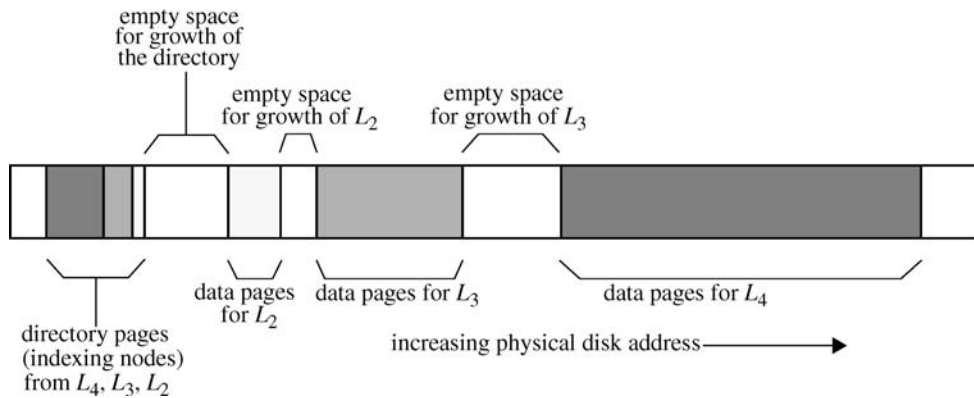 empty space
for growth of
the directory
empty space
for growth of L2
empty space
for growth of L3
data pages
for L2
data pages for L3
data pages for L4
directory pages
(indexing nodes)
from L4, L3, L2
increasing physical disk address